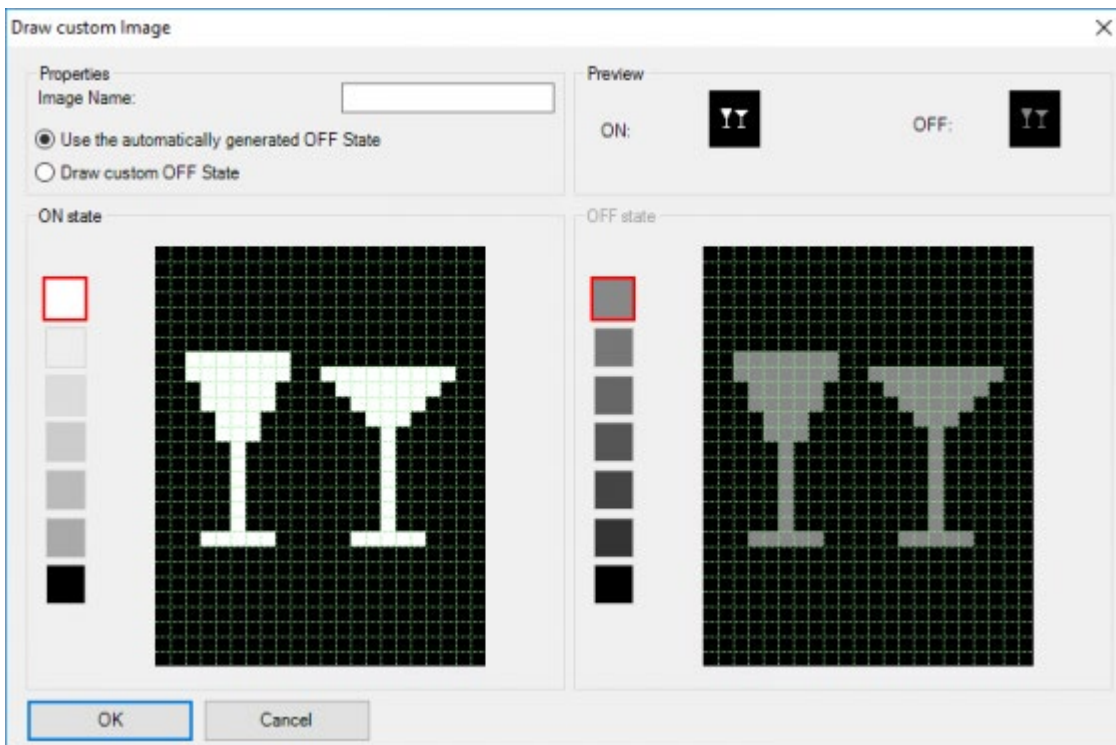 Draw custom Image
Properties
Image Name:
Use the automatically generated OFF State
Draw custom OFF State
Preview
ON:
OFF:
ON state
OFF state
OK
Cancel